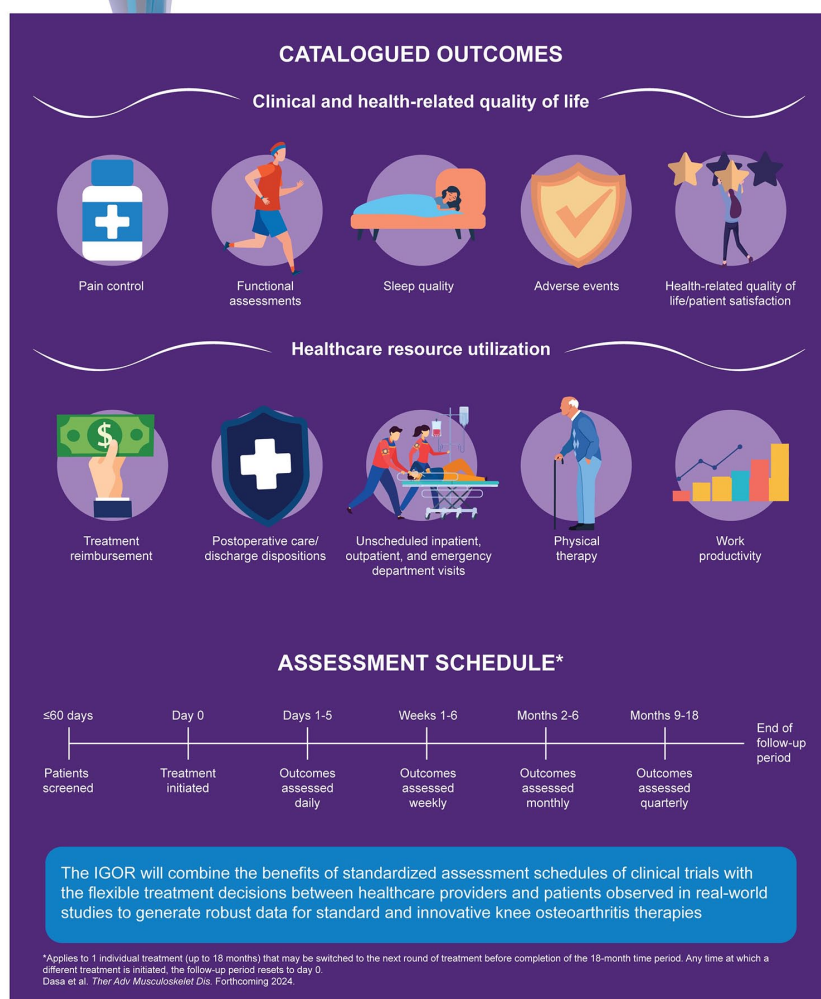 CATALOGUED OUTCOMES
Clinical and health-related quality of life
Pain control
Functional
assessments
Sleep quality
Adverse events
Health-related quality of
life/patient satisfaction
Healthcare resource utilization
$
Treatment
reimbursement
Postoperative care/
discharge dispositions
Unscheduled inpatient,
outpatient, and emergency
department visits
Physical
therapy
Work
productivity
ASSESSMENT SCHEDULE*
≤60 days
Patients
screened
Day 0
Treatment
initiated
Days 1-5
Outcomes
assessed
daily
Weeks 1-6
Outcomes
assessed
weekly
Months 2-6
Outcomes
assessed
monthly
Months 9-18
Outcomes
assessed
quarterly
End of
follow-up
period
The IGOR will combine the benefits of standardized assessment schedules of clinical trials with
the flexible treatment decisions between healthcare providers and patients observed in real-world
studies to generate robust data for standard and innovative knee osteoarthritis therapies
*Applies to 1 individual treatment (up to 18 months) that may be switched to the next round of treatment before completion of the 18-month time period. Any time at which a
different treatment is initiated, the follow-up period resets to day 0.
Dasa et al. Ther Adv Musculoskelet Dis. Forthcoming 2024.